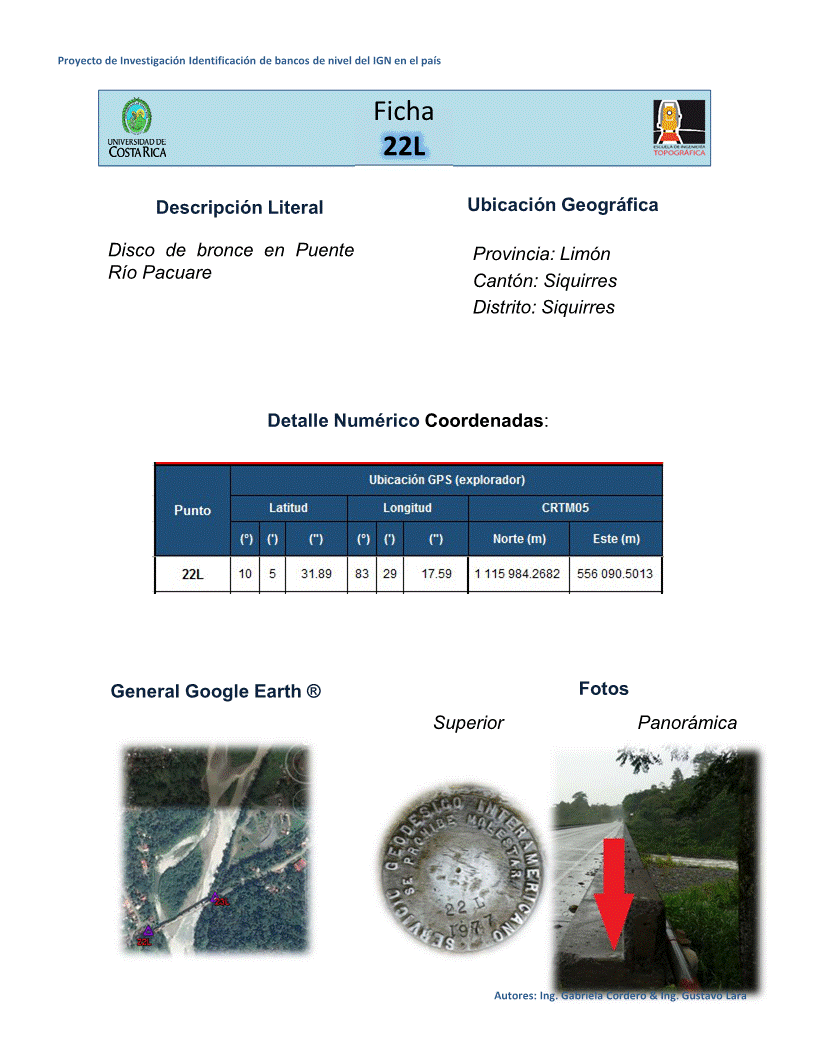 Proyecto de Investigación Identificación de bancos de nivel del IGN en el país
UNIVERSIDAD DE
COSTA RICA
Ficha
22L
ESCUELA DE INGENIERÍA
TOPOGRÁFICA
Descripción Literal
Disco de bronce en Puente
Río Pacuare
Ubicación Geográfica
Provincia: Limón
Cantón: Siquirres
Distrito: Siquirres
Detalle Numérico Coordenadas:
Punto
Ubicación GPS (explorador)
Latitud Longitud CRTM05
(°) (') (") (°) (') (") Norte (m) Este (m)
22L 10 5 31.89 83 29 17.59 1 115 984.2682 556 090.5013
General Google Earth ®
Fotos
Superior Panorámica
SERVICIO GEODESICO INTERAMERICANO
SE PROHIBE MOLESTAR
22 L
1977
22L
Autores: Ing. Gabriela Cordero & Ing. Gustavo Lara